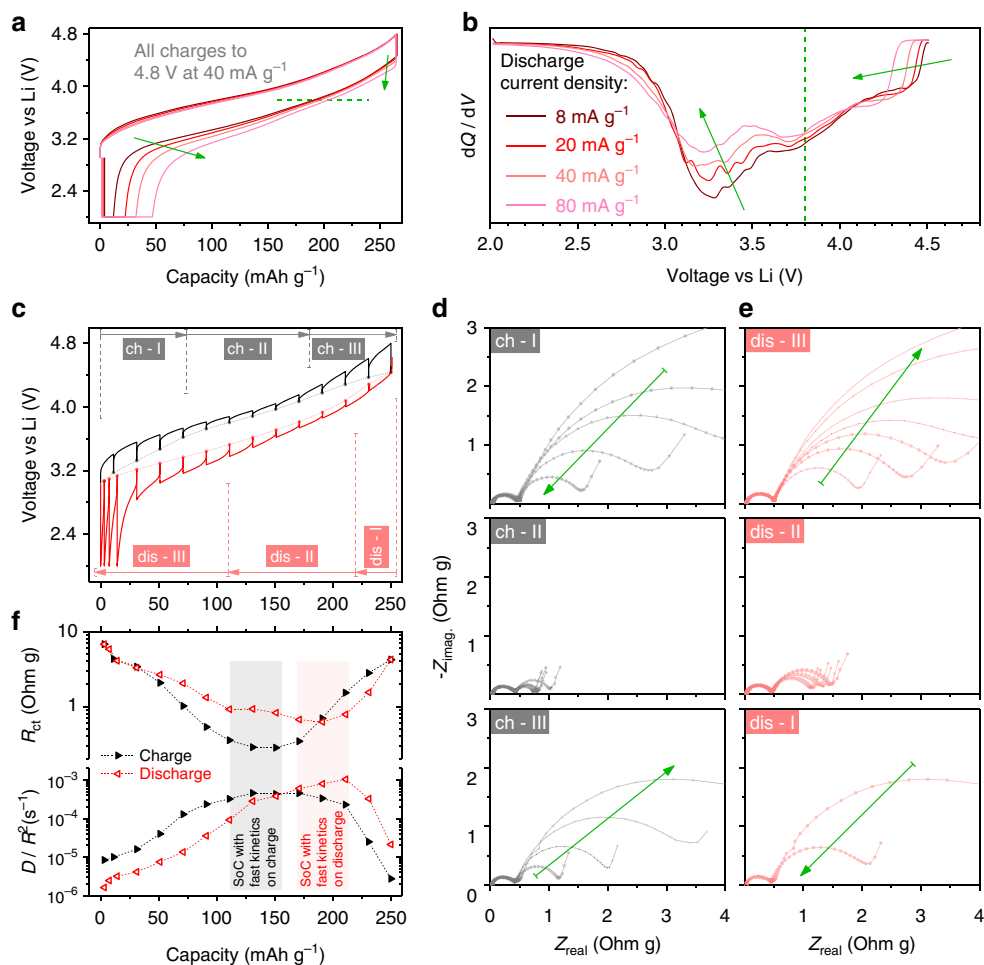 a
All charges to
4.8 V at 40 mA g⁻¹
4.8
4.0
3.2
2.4
Voltage vs Li (V)
0 50 100 150 200 250
Capacity (mAh g⁻¹)
b
Discharge
current density:
8 mA g⁻¹
20 mA g⁻¹
40 mA g⁻¹
80 mA g⁻¹
dQ / dV
2.0 2.5 3.0 3.5 4.0 4.5
Voltage vs Li (V)
c
ch - I
ch - II
ch - III
4.8
4.0
3.2
2.4
Voltage vs Li (V)
dis - III
dis - II
dis - I
0 50 100 150 200 250
d
ch - I
3
2
1
ch - II
3
2
1
-Z imag. (Ohm g)
ch - III
2
1
0
0 1 2 3 4
Z real (Ohm g)
e
dis - III
dis - II
dis - I
1 2 3 4
Z real (Ohm g)
f
10
1
R ct (Ohm g)
Charge
Discharge
10⁻³
10⁻⁴
10⁻⁵
10⁻⁶
D / R² (s⁻¹)
SoC with
fast kinetics
on charge
SoC with
fast kinetics
on discharge
0 50 100 150 200 250
Capacity (mAh g⁻¹)